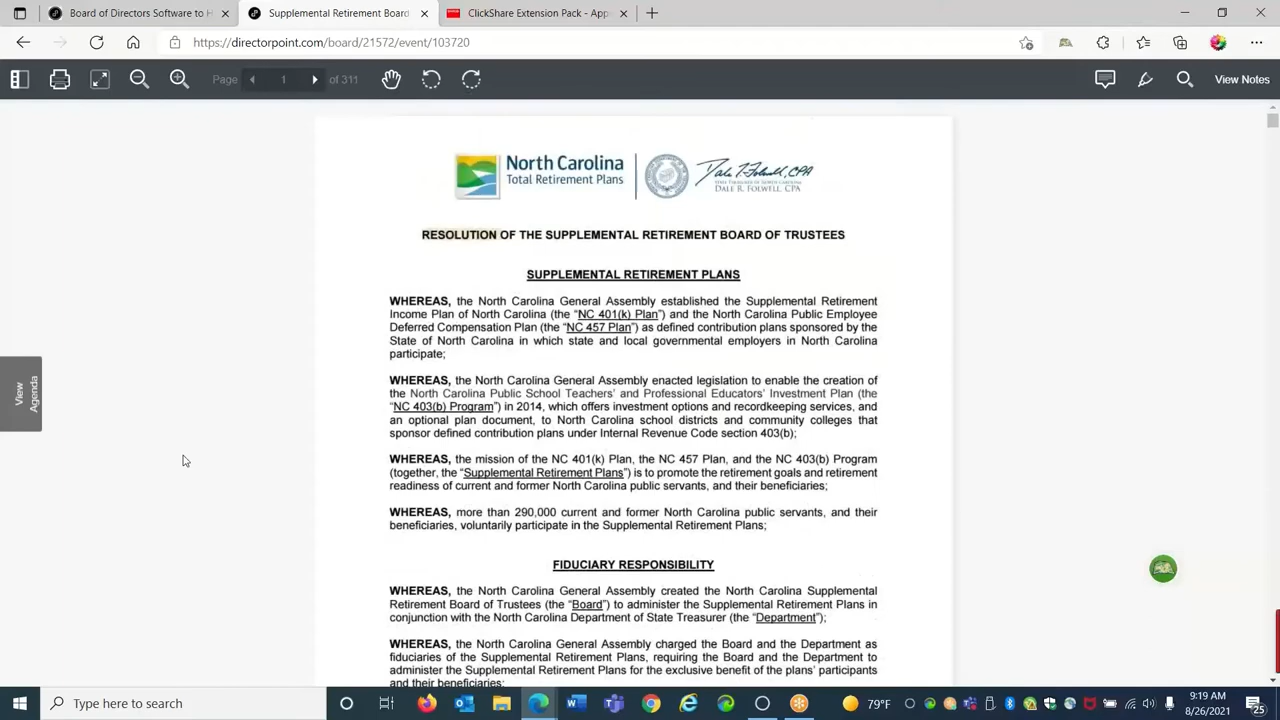 Board of Directors Software to H
Supplemental Retirement Board
ClickShare Extension Pack - App
https://directorpoint.com/board/21572/event/103720
Page 1 of 311
View Notes
North Carolina
Total Retirement Plans
Dale R. Folwell, CPA
STATE TREASURER OF NORTH CAROLINA
DALE R. FOLWELL, CPA
RESOLUTION OF THE SUPPLEMENTAL RETIREMENT BOARD OF TRUSTEES
SUPPLEMENTAL RETIREMENT PLANS
WHEREAS, the North Carolina General Assembly established the Supplemental Retirement
Income Plan of North Carolina (the “NC 401(k) Plan”) and the North Carolina Public Employee
Deferred Compensation Plan (the “NC 457 Plan”) as defined contribution plans sponsored by the
State of North Carolina in which state and local governmental employers in North Carolina
participate;
WHEREAS, the North Carolina General Assembly enacted legislation to enable the creation of
the North Carolina Public School Teachers’ and Professional Educators’ Investment Plan (the
“NC 403(b) Program”) in 2014, which offers investment options and recordkeeping services, and
an optional plan document, to North Carolina school districts and community colleges that
sponsor defined contribution plans under Internal Revenue Code section 403(b);
WHEREAS, the mission of the NC 401(k) Plan, the NC 457 Plan, and the NC 403(b) Program
(together, the “Supplemental Retirement Plans”) is to promote the retirement goals and retirement
readiness of current and former North Carolina public servants, and their beneficiaries;
WHEREAS, more than 290,000 current and former North Carolina public servants, and their
beneficiaries, voluntarily participate in the Supplemental Retirement Plans;
FIDUCIARY RESPONSIBILITY
WHEREAS, the North Carolina General Assembly created the North Carolina Supplemental
Retirement Board of Trustees (the “Board”) to administer the Supplemental Retirement Plans in
conjunction with the North Carolina Department of State Treasurer (the “Department”);
WHEREAS, the North Carolina General Assembly charged the Board and the Department as
fiduciaries of the Supplemental Retirement Plans, requiring the Board and the Department to
administer the Supplemental Retirement Plans for the exclusive benefit of the plans’ participants
and their beneficiaries;
View
Agenda
Type here to search
79°F
9:19 AM
8/26/2021
25